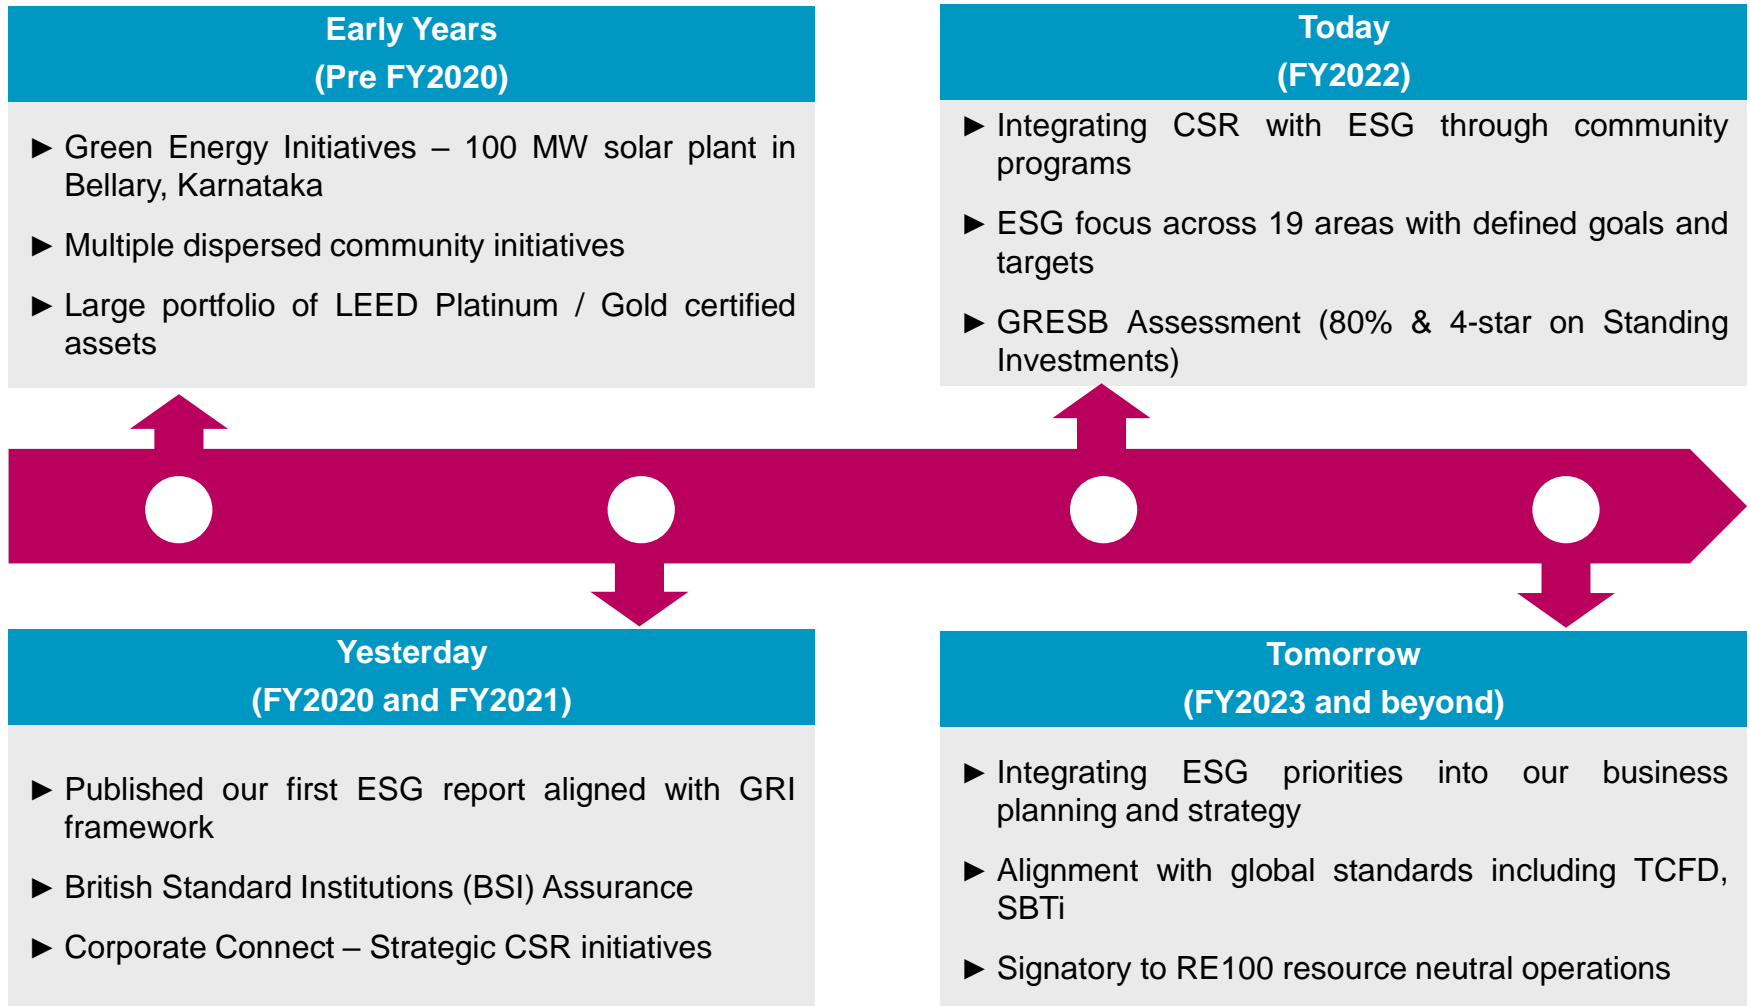 Early Years
(Pre FY2020)
► Green Energy Initiatives – 100 MW solar plant in
Bellary, Karnataka
► Multiple dispersed community initiatives
► Large portfolio of LEED Platinum / Gold certified
assets
Today
(FY2022)
► Integrating CSR with ESG through community
programs
► ESG focus across 19 areas with defined goals and
targets
► GRESB Assessment (80% & 4-star on Standing
Investments)
Yesterday
(FY2020 and FY2021)
► Published our first ESG report aligned with GRI
framework
► British Standard Institutions (BSI) Assurance
► Corporate Connect – Strategic CSR initiatives
Tomorrow
(FY2023 and beyond)
► Integrating ESG priorities into our business
planning and strategy
► Alignment with global standards including TCFD,
SBTi
► Signatory to RE100 resource neutral operations